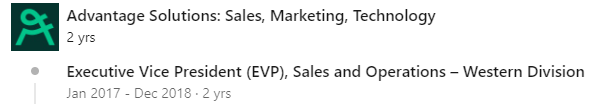 Advantage Solutions: Sales, Marketing, Technology
2 yrs
Executive Vice President (EVP), Sales and Operations – Western Division
Jan 2017 - Dec 2018 · 2 yrs